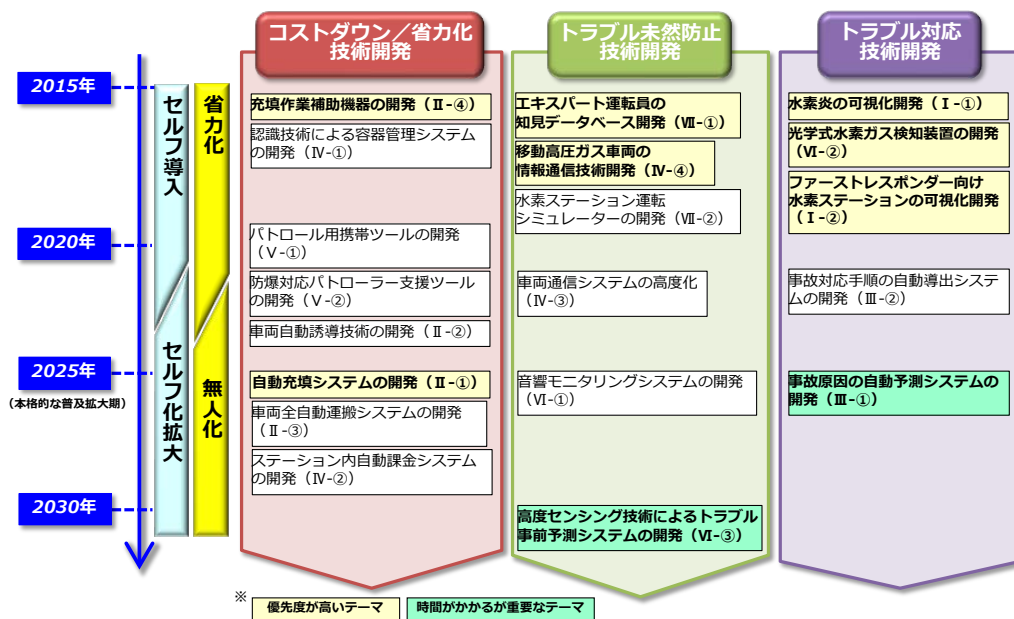 コストダウン／省力化
技術開発
トラブル未然防止
技術開発
トラブル対応
技術開発
2015年
2020年
2025年
（本格的な普及拡大期）
2030年
セルフ導入
セルフ化拡大
省力化
無人化
充填作業補助機器の開発（Ⅱ-④）
認識技術による容器管理システム
の開発（Ⅳ-①）
パトロール用携帯ツールの開発
（Ⅴ-①）
防爆対応パトローラー支援ツール
の開発（Ⅴ-②）
車両自動誘導技術の開発（Ⅱ-②）
自動充填システムの開発（Ⅱ-①）
車両全自動運搬システムの開発
（Ⅱ-③）
ステーション内自動課金システム
の開発（Ⅳ-②）
エキスパート運転員の
知見データベース開発（Ⅶ-①）
移動高圧ガス車両の
情報通信技術開発（Ⅳ-④）
水素ステーション運転
シミュレーターの開発（Ⅶ-②）
車両通信システムの高度化
（Ⅳ-③）
音響モニタリングシステムの開発
（Ⅵ-①）
高度センシング技術によるトラブル
事前予測システムの開発（Ⅵ-③）
水素炎の可視化開発（Ⅰ-①）
光学式水素ガス検知装置の開発
（Ⅵ-②）
ファーストレスポンダー向け
水素ステーションの可視化開発
（Ⅰ-②）
事故対応手順の自動導出システ
ムの開発（Ⅲ-②）
事故原因の自動予測システムの
開発（Ⅲ-①）
※
優先度が高いテーマ
時間がかかるが重要なテーマ